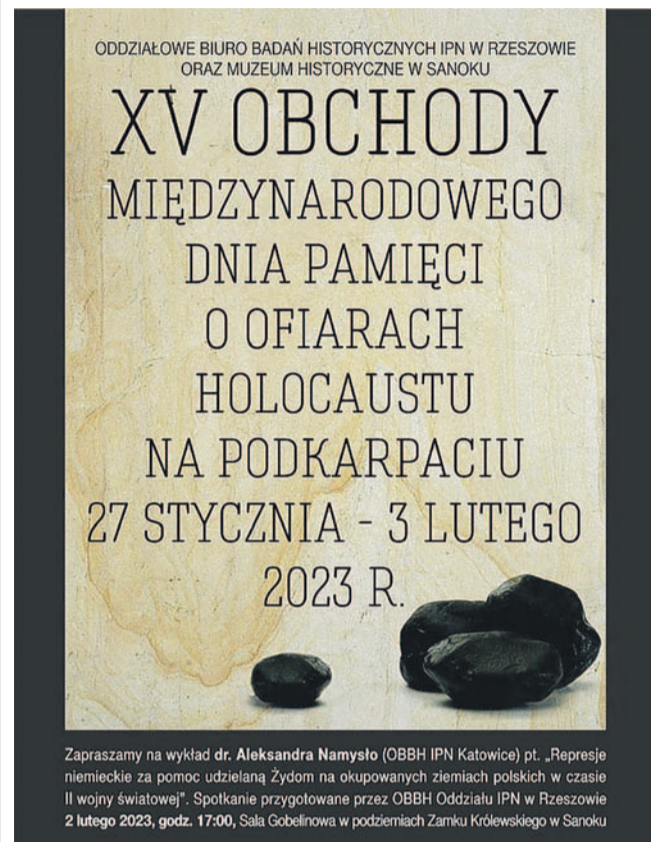 ODDZIAŁOWE BIURO BADAŃ HISTORYCZNYCH IPN W RZESZOWIE
ORAZ MUZEUM HISTORYCZNE W SANOKU
XV OBCHODY
MIĘDZYNARODOWEGO
DNIA PAMIĘCI
O OFIARACH
HOLOCAUSTU
NA PODKARPACIU
27 STYCZNIA - 3 LUTEGO
2023 R.
Zapraszamy na wykład dr. Aleksandra Namysło (OBBH IPN Katowice) pt. „Represje
niemieckie za pomoc udzielaną Żydom na okupowanych ziemiach polskich w czasie
II wojny światowej”. Spotkanie przygotowane przez OBBH Oddziału IPN w Rzeszowie
2 lutego 2023, godz. 17:00, Sala Gobelinowa w podziemiach Zamku Królewskiego w Sanoku